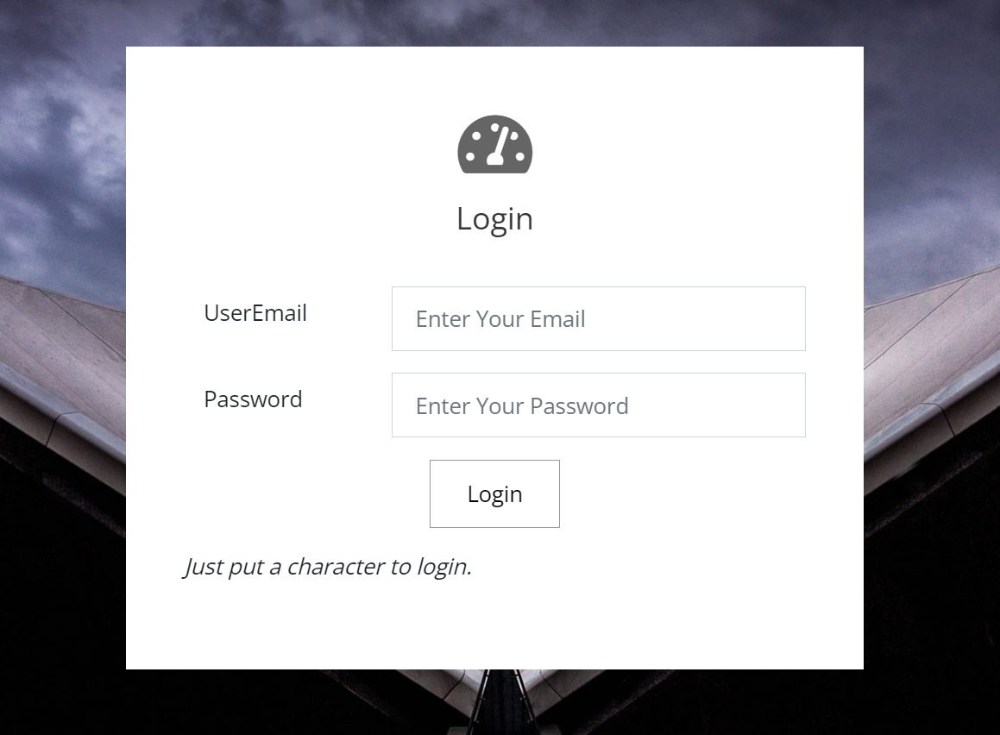 Login
UserEmail
Enter Your Email
Password
Enter Your Password
Login
Just put a character to login.